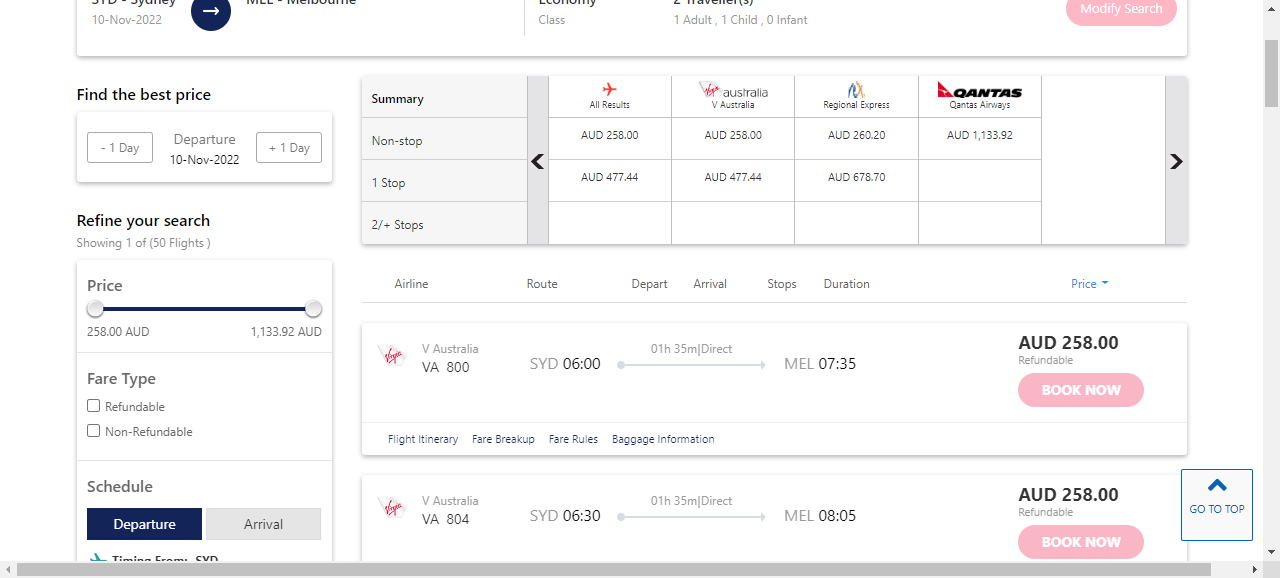 SYD - Sydney
MEL - Melbourne
Economy
2 Traveller(s)
10-Nov-2022
Class
1 Adult , 1 Child , 0 Infant
Modify Search
Find the best price
- 1 Day
Departure
10-Nov-2022
+ 1 Day
Refine your search
Showing 1 of (50 Flights )
Price
258.00 AUD
1,133.92 AUD
Fare Type
Refundable
Non-Refundable
Schedule
Departure
Arrival
Timing From: SYD
Summary
All Results
Virgin australia
V Australia
Regional Express
QANTAS
Qantas Airways
Non-stop
AUD 258.00
AUD 258.00
AUD 260.20
AUD 1,133.92
1 Stop
AUD 477.44
AUD 477.44
AUD 678.70
2/+ Stops
Airline
Route
Depart
Arrival
Stops
Duration
Price
Virgin
V Australia
VA 800
SYD 06:00
01h 35m|Direct
MEL 07:35
AUD 258.00
Refundable
BOOK NOW
Flight Itinerary
Fare Breakup
Fare Rules
Baggage Information
Virgin
V Australia
VA 804
SYD 06:30
01h 35m|Direct
MEL 08:05
AUD 258.00
Refundable
BOOK NOW
GO TO TOP